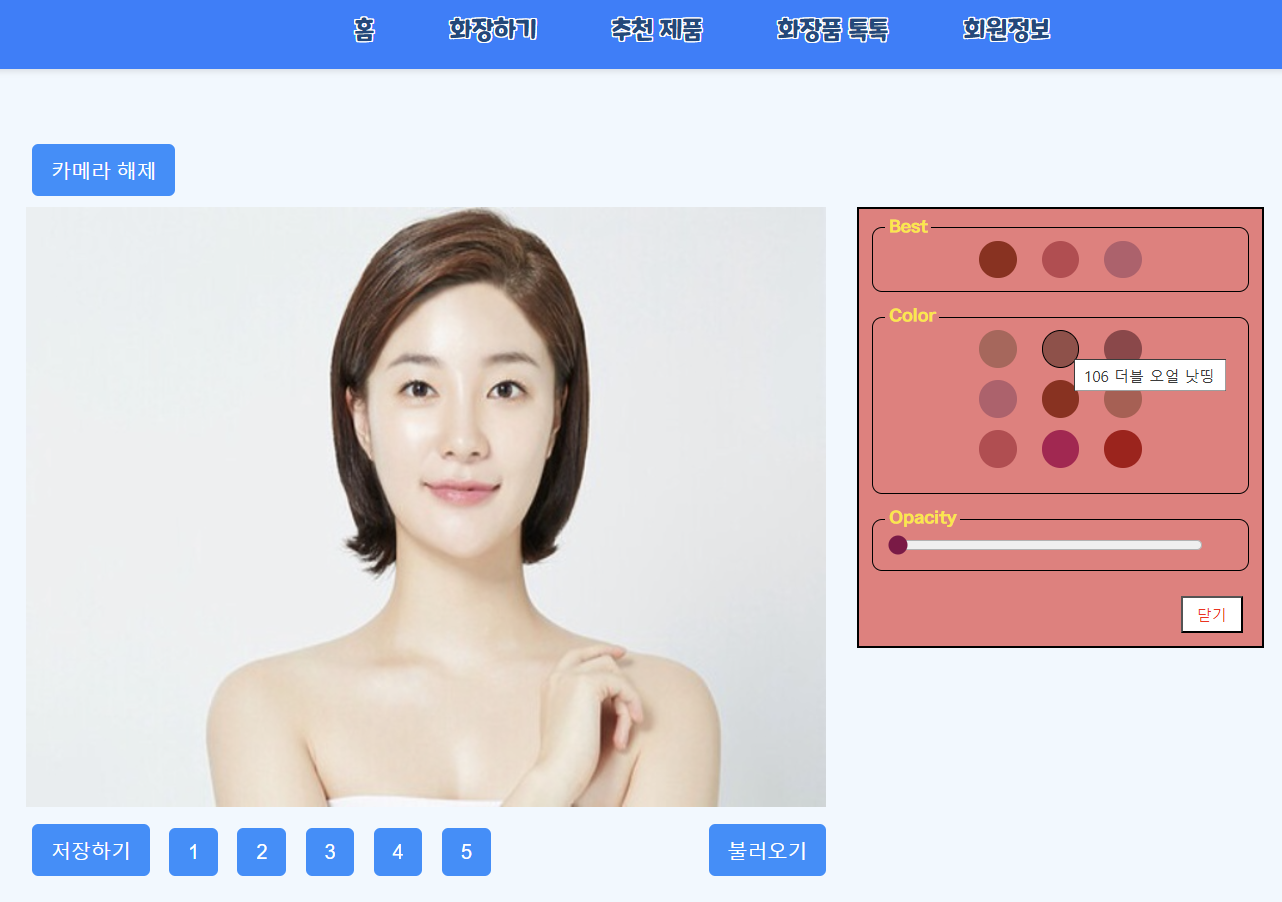 홈 화장하기 추천 제품 화장품 톡톡 회원정보
카메라 해제
Best
Color
106 더블 오얼 낫띵
Opacity
닫기
저장하기 1 2 3 4 5 불러오기